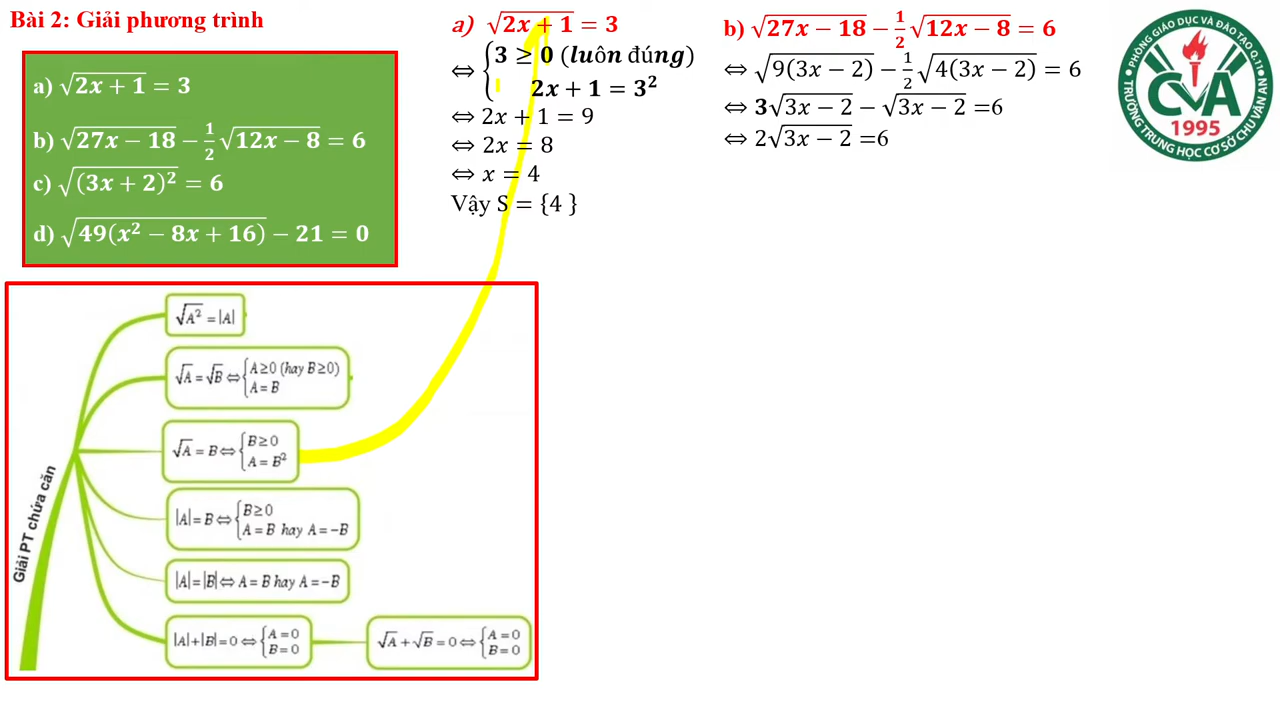 Bài 2: Giải phương trình
a) √(2x + 1) = 3
b) √(27x − 18) − 1/2 √(12x − 8) = 6
c) √((3x + 2)²) = 6
d) √(49(x² − 8x + 16)) − 21 = 0
a) √(2x + 1) = 3
⇔ { 3 ≥ 0 (luôn đúng)
2x + 1 = 3²
⇔ 2x + 1 = 9
⇔ 2x = 8
⇔ x = 4
Vậy S = {4 }
b) √(27x − 18) − 1/2 √(12x − 8) = 6
⇔ √(9(3x − 2)) − 1/2 √(4(3x − 2)) = 6
⇔ 3√(3x − 2) − √(3x − 2) =6
⇔ 2√(3x − 2) =6
PHÒNG GIÁO DỤC VÀ ĐÀO TẠO Q.11
CVA
1995
TRƯỜNG TRUNG HỌC CƠ SỞ CHU VĂN AN
Giải PT chứa căn
√(A²) = |A|
√A = √B ⇔ { A ≥ 0 (hay B ≥ 0)
A = B
√A = B ⇔ { B ≥ 0
A = B²
|A| = B ⇔ { B ≥ 0
A = B hay A = −B
|A| = |B| ⇔ A = B hay A = −B
|A| + |B| = 0 ⇔ { A = 0
B = 0
√A + √B = 0 ⇔ { A = 0
B = 0